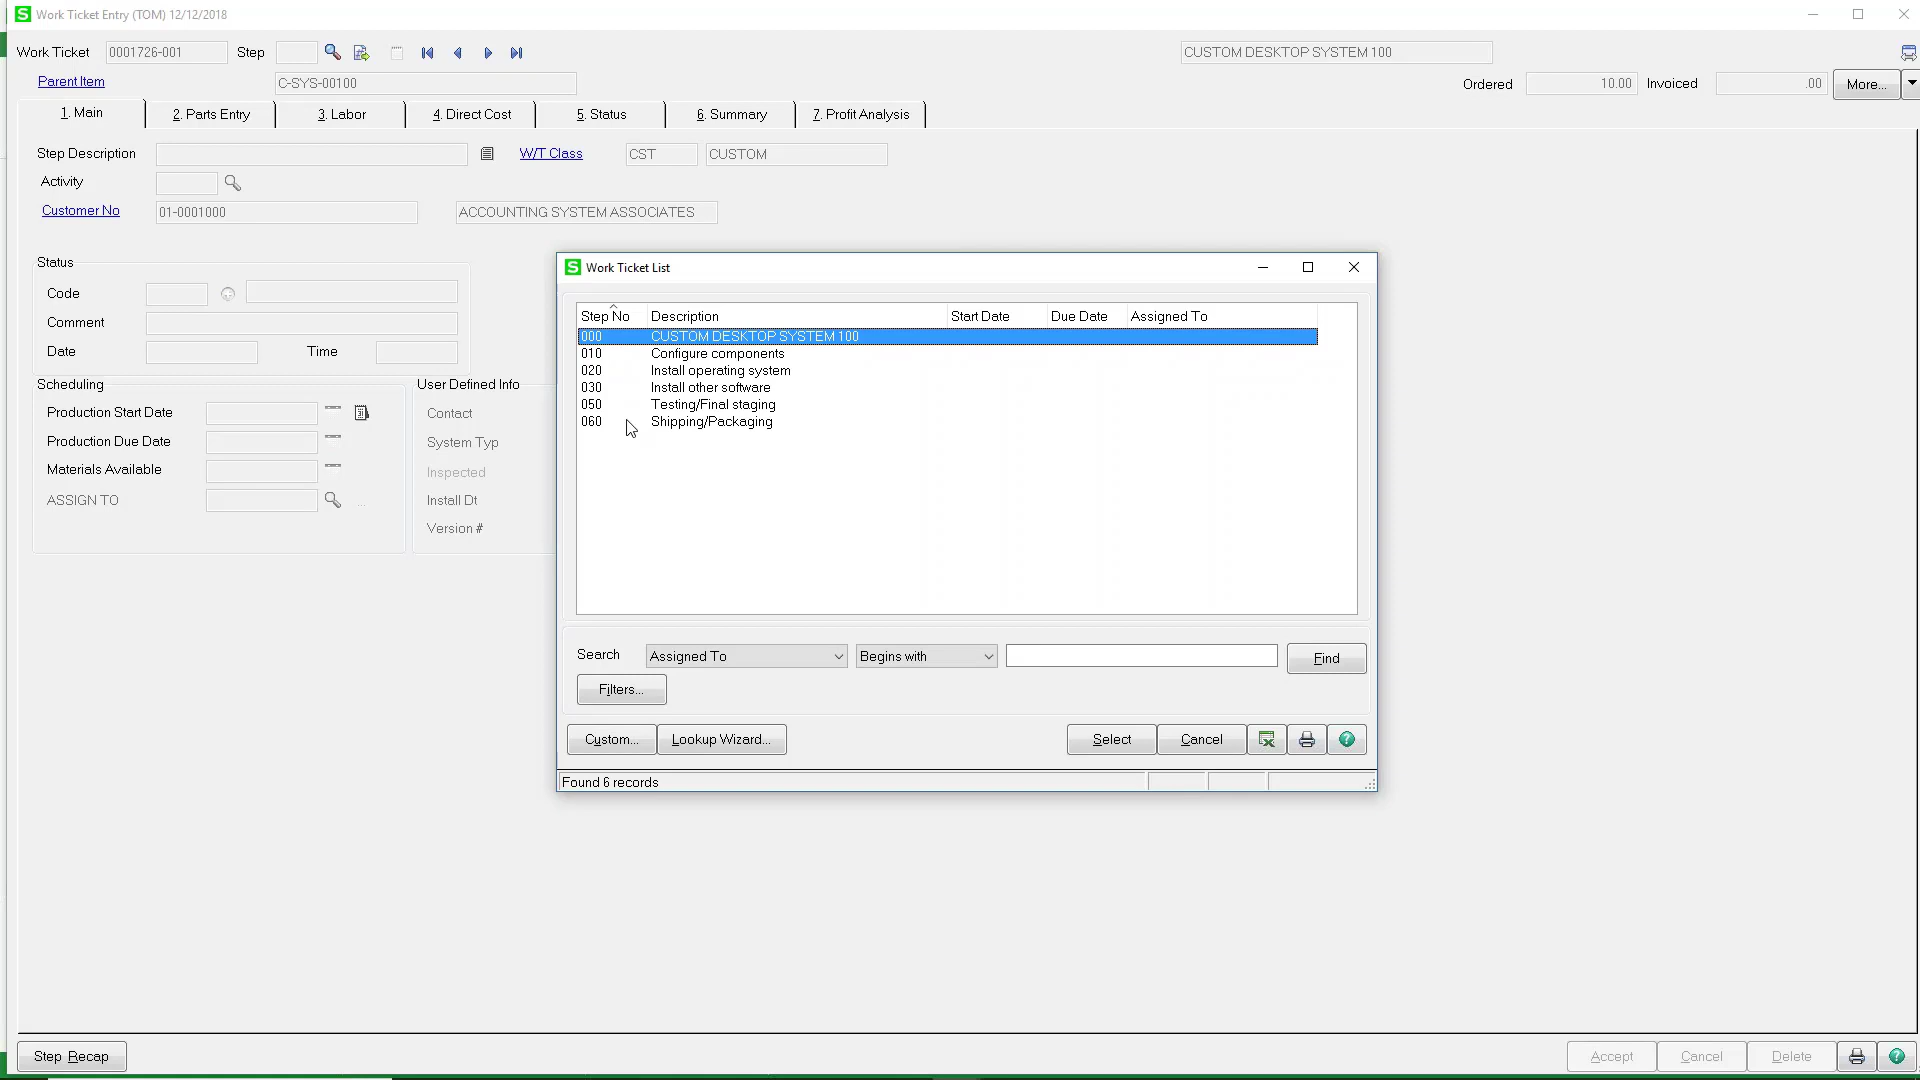 S Work Ticket Entry (TOM) 12/12/2018
Work Ticket 0001726-001 Step CUSTOM DESKTOP SYSTEM 100
Parent Item C-SYS-00100 Ordered 10.00 Invoiced .00 More...
1. Main 2. Parts Entry 3. Labor 4. Direct Cost 5. Status 6. Summary 7. Profit Analysis
Step Description W/T Class CST CUSTOM
Activity
Customer No 01-0001000 ACCOUNTING SYSTEM ASSOCIATES
Status
Code
Comment
Date Time
Scheduling
Production Start Date
Production Due Date
Materials Available
ASSIGN TO
User Defined Info
Contact
System Typ
Inspected
Install Dt
Version #
S Work Ticket List
Step No Description Start Date Due Date Assigned To
000 CUSTOM DESKTOP SYSTEM 100
010 Configure components
020 Install operating system
030 Install other software
050 Testing/Final staging
060 Shipping/Packaging
Search Assigned To Begins with Find
Filters...
Custom... Lookup Wizard... Select Cancel
Found 6 records
Step Recap Accept Cancel Delete